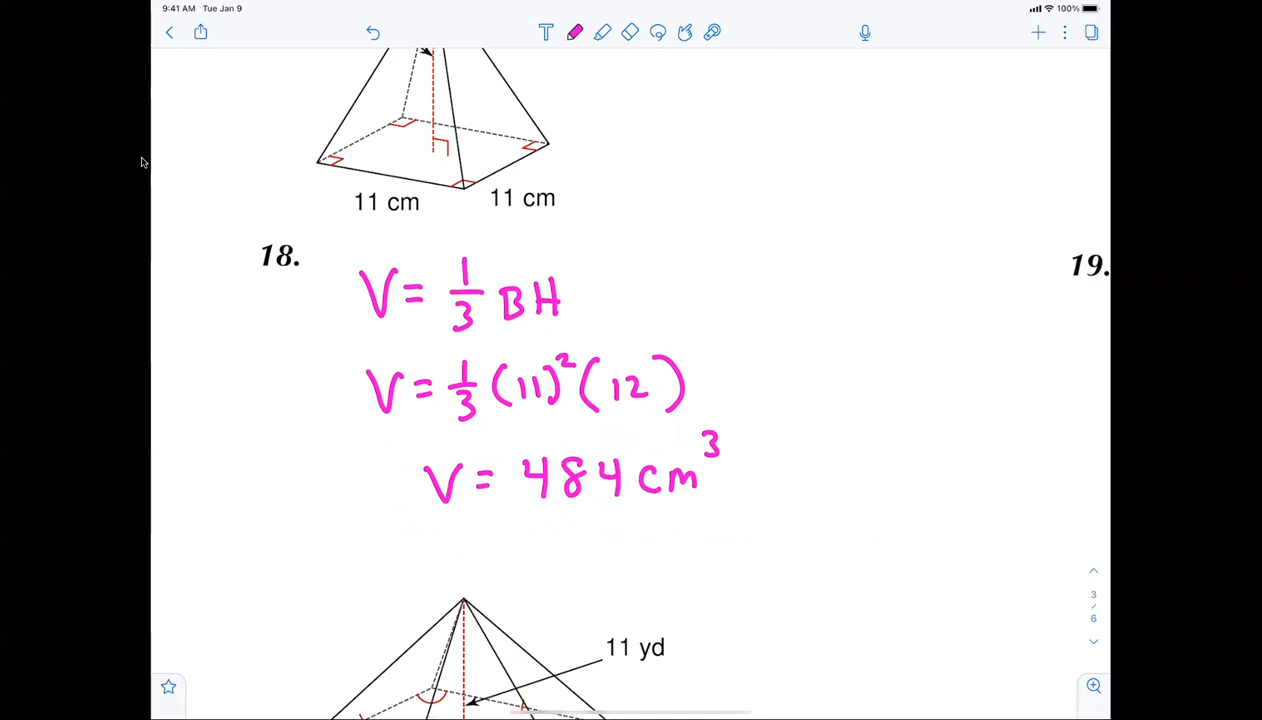 9:41 AM Tue Jan 9
100%
T
11 cm
11 cm
18.
19.
V = 1/3 BH
V = 1/3 (11)² (12)
V = 484 cm³
3
/
6
11 yd